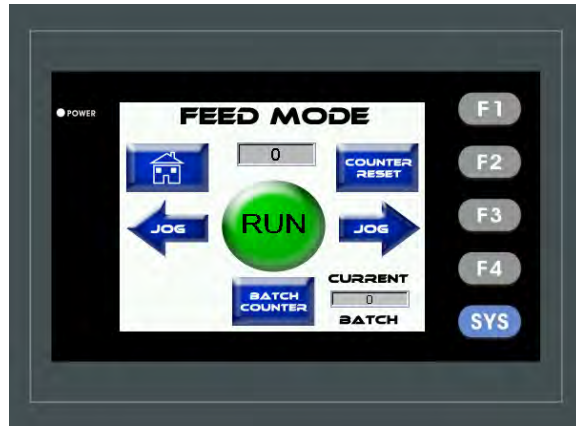 POWER
FEED MODE
0
COUNTER
RESET
JOG
RUN
JOG
BATCH
COUNTER
CURRENT
0
BATCH
F1
F2
F3
F4
SYS